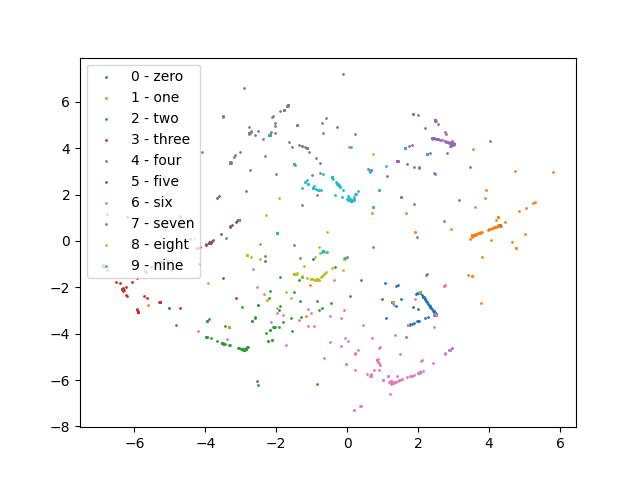 0 - zero
1 - one
2 - two
3 - three
4 - four
5 - five
6 - six
7 - seven
8 - eight
9 - nine
6
4
2
0
−2
−4
−6
−8
−6 −4 −2 0 2 4 6